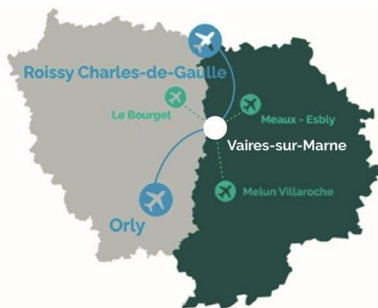 Roissy Charles-de-Gaulle
Le Bourget
Meaux - Esbly
Vaires-sur-Marne
Melun Villaroche
Orly